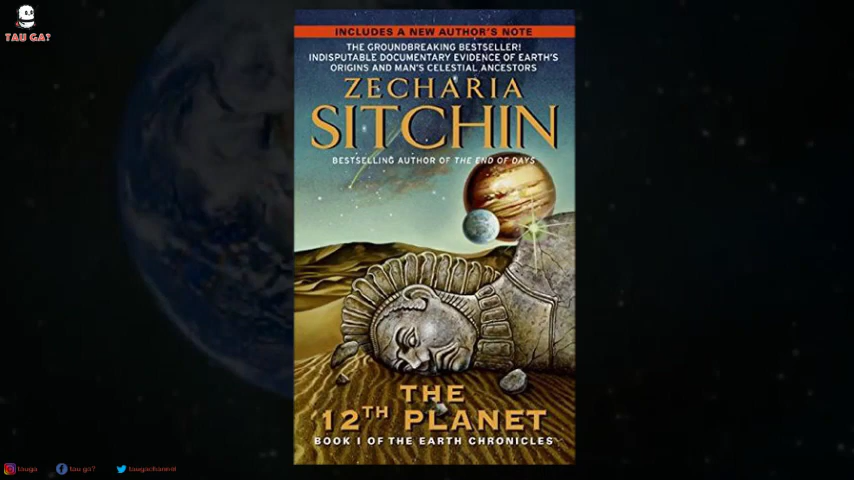 TAU GA?
INCLUDES A NEW AUTHOR'S NOTE
THE GROUNDBREAKING BESTSELLER!
INDISPUTABLE DOCUMENTARY EVIDENCE OF EARTH'S
ORIGINS AND MAN'S CELESTIAL ANCESTORS
ZECHARIA
SITCHIN
BESTSELLING AUTHOR OF THE END OF DAYS
THE
12TH PLANET
BOOK I OF THE EARTH CHRONICLES
tauga
tau ga?
taugachannel